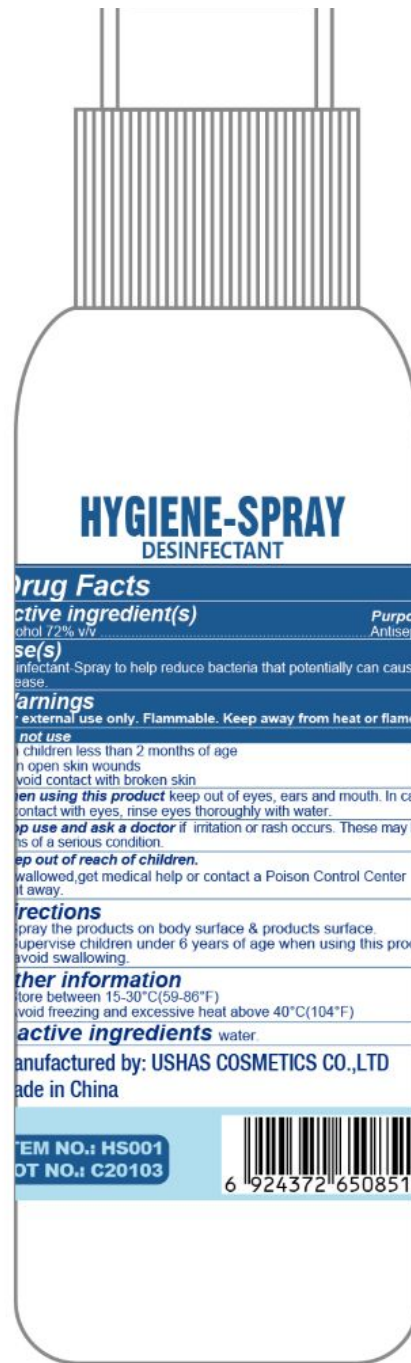 HYGIENE-SPRAY
DESINFECTANT
Drug Facts
ctive ingredient(s) Purpo
ohol 72% v/v ........ Antisep
se(s)
infectant-Spray to help reduce bacteria that potentially can caus
ease.
arnings
r external use only. Flammable. Keep away from heat or flame
not use
children less than 2 months of age
n open skin wounds
void contact with broken skin
en using this product keep out of eyes, ears and mouth. In ca
contact with eyes, rinse eyes thoroughly with water.
op use and ask a doctor if irritation or rash occurs. These may
ns of a serious condition.
ep out of reach of children.
wallowed,get medical help or contact a Poison Control Center
t away.
irections
pray the products on body surface & products surface.
upervise children under 6 years of age when using this prod
avoid swallowing.
ther information
tore between 15-30°C(59-86°F)
void freezing and excessive heat above 40°C(104°F)
active ingredients water.
anufactured by: USHAS COSMETICS CO.,LTD
ade in China
TEM NO.: HS001
OT NO.: C20103
6 924372 650851